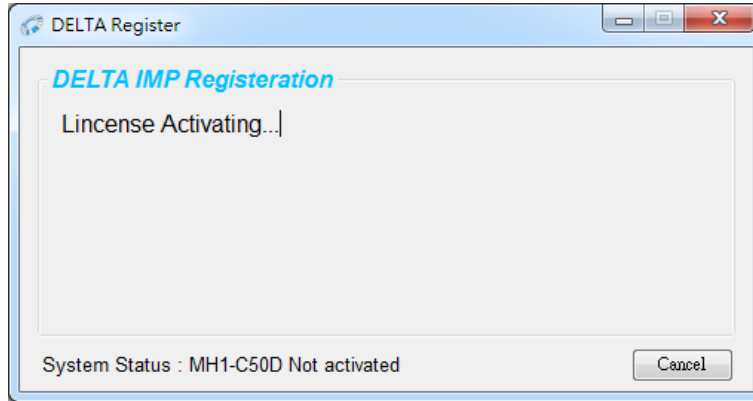 DELTA Register
DELTA IMP Registeration
Lincense Activating...
System Status : MH1-C50D Not activated
Cancel